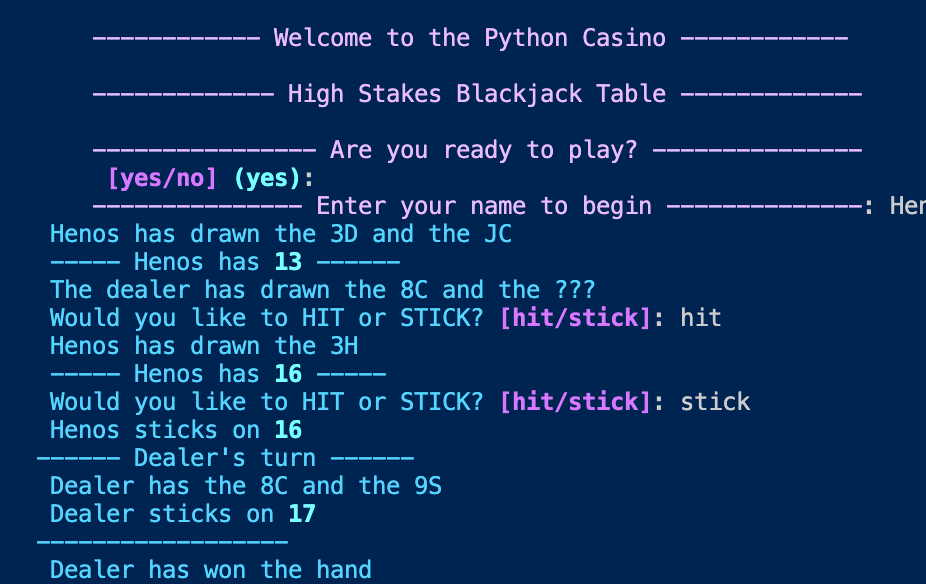 ------------ Welcome to the Python Casino ------------
------------- High Stakes Blackjack Table -------------
---------------- Are you ready to play? ---------------
[yes/no] (yes):
--------------- Enter your name to begin --------------: Hen
Henos has drawn the 3D and the JC
----- Henos has 13 ------
The dealer has drawn the 8C and the ???
Would you like to HIT or STICK? [hit/stick]: hit
Henos has drawn the 3H
----- Henos has 16 -----
Would you like to HIT or STICK? [hit/stick]: stick
Henos sticks on 16
------ Dealer's turn ------
Dealer has the 8C and the 9S
Dealer sticks on 17
------------------
Dealer has won the hand